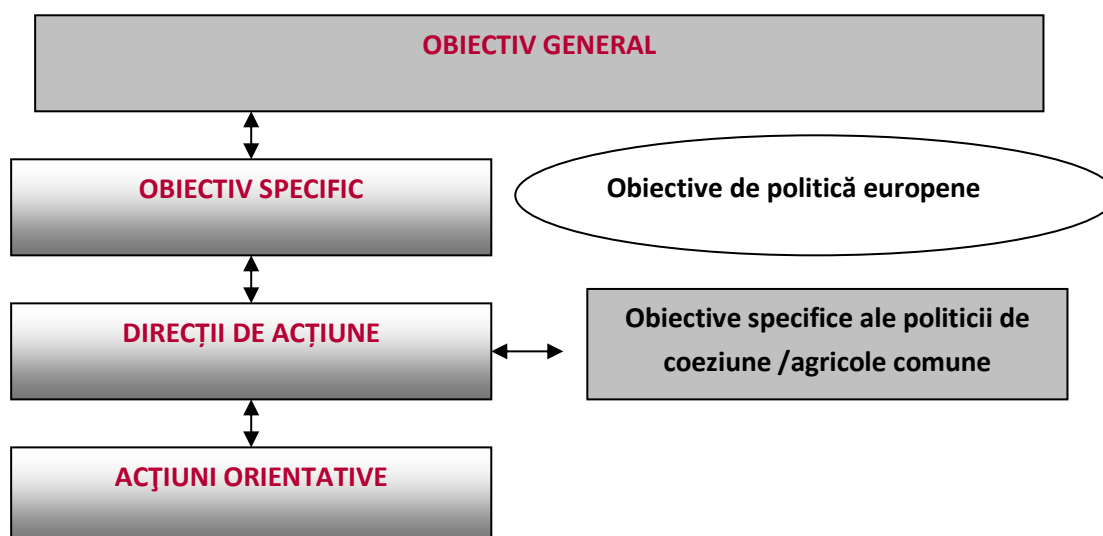 OBIECTIV GENERAL
OBIECTIV SPECIFIC
Obiective de politică europene
DIRECȚII DE ACȚIUNE
Obiective specifice ale politicii de
coeziune /agricole comune
ACŢIUNI ORIENTATIVE